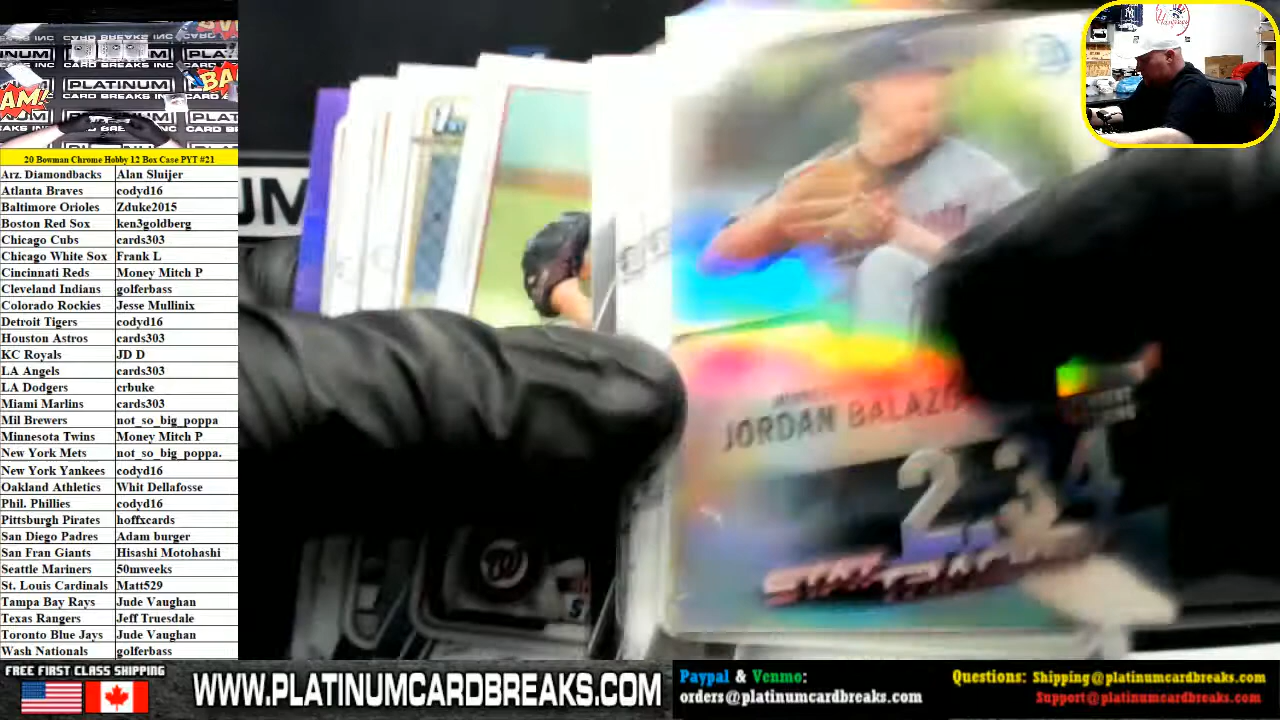 PLATINUM
CARD BREAKS INC
BAM!
20 Bowman Chrome Hobby 12 Box Case PYT #21
Arz. Diamondbacks Alan Sluijer
Atlanta Braves codyd16
Baltimore Orioles Zduke2015
Boston Red Sox ken3goldberg
Chicago Cubs cards303
Chicago White Sox Frank L
Cincinnati Reds Money Mitch P
Cleveland Indians golferbass
Colorado Rockies Jesse Mullinix
Detroit Tigers codyd16
Houston Astros cards303
KC Royals JD D
LA Angels cards303
LA Dodgers crbuke
Miami Marlins cards303
Mil Brewers not_so_big_poppa
Minnesota Twins Money Mitch P
New York Mets not_so_big_poppa.
New York Yankees codyd16
Oakland Athletics Whit Dellafosse
Phil. Phillies codyd16
Pittsburgh Pirates hoffxcards
San Diego Padres Adam burger
San Fran Giants Hisashi Motohashi
Seattle Mariners 50mweeks
St. Louis Cardinals Matt529
Tampa Bay Rays Jude Vaughan
Texas Rangers Jeff Truesdale
Toronto Blue Jays Jude Vaughan
Wash Nationals golferbass
JORDAN BALAZO
2.34
STAT TRACKER
FREE FIRST CLASS SHIPPING
WWW.PLATINUMCARDBREAKS.COM
Paypal & Venmo:
orders@platinumcardbreaks.com
Questions: Shipping@platinumcardbreaks.com
Support@platinumcardbreaks.com